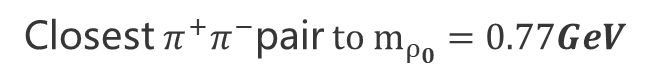 Closest π⁺π⁻pair to m_ρ₀ = 0.77GeV